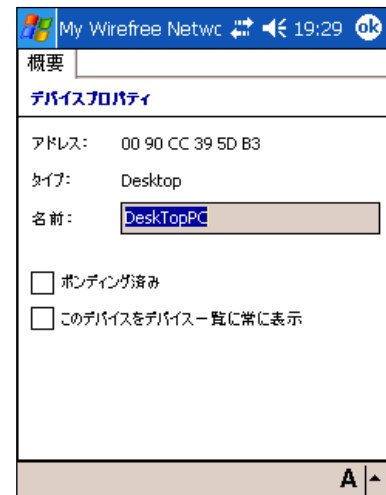 My Wirefree Netwc 19:29 ok
概要
デバイスプロパティ
アドレス: 00 90 CC 39 5D B3
タイプ: Desktop
名前: DeskTopPC
ボンディング済み
このデバイスをデバイス一覧に常に表示
A